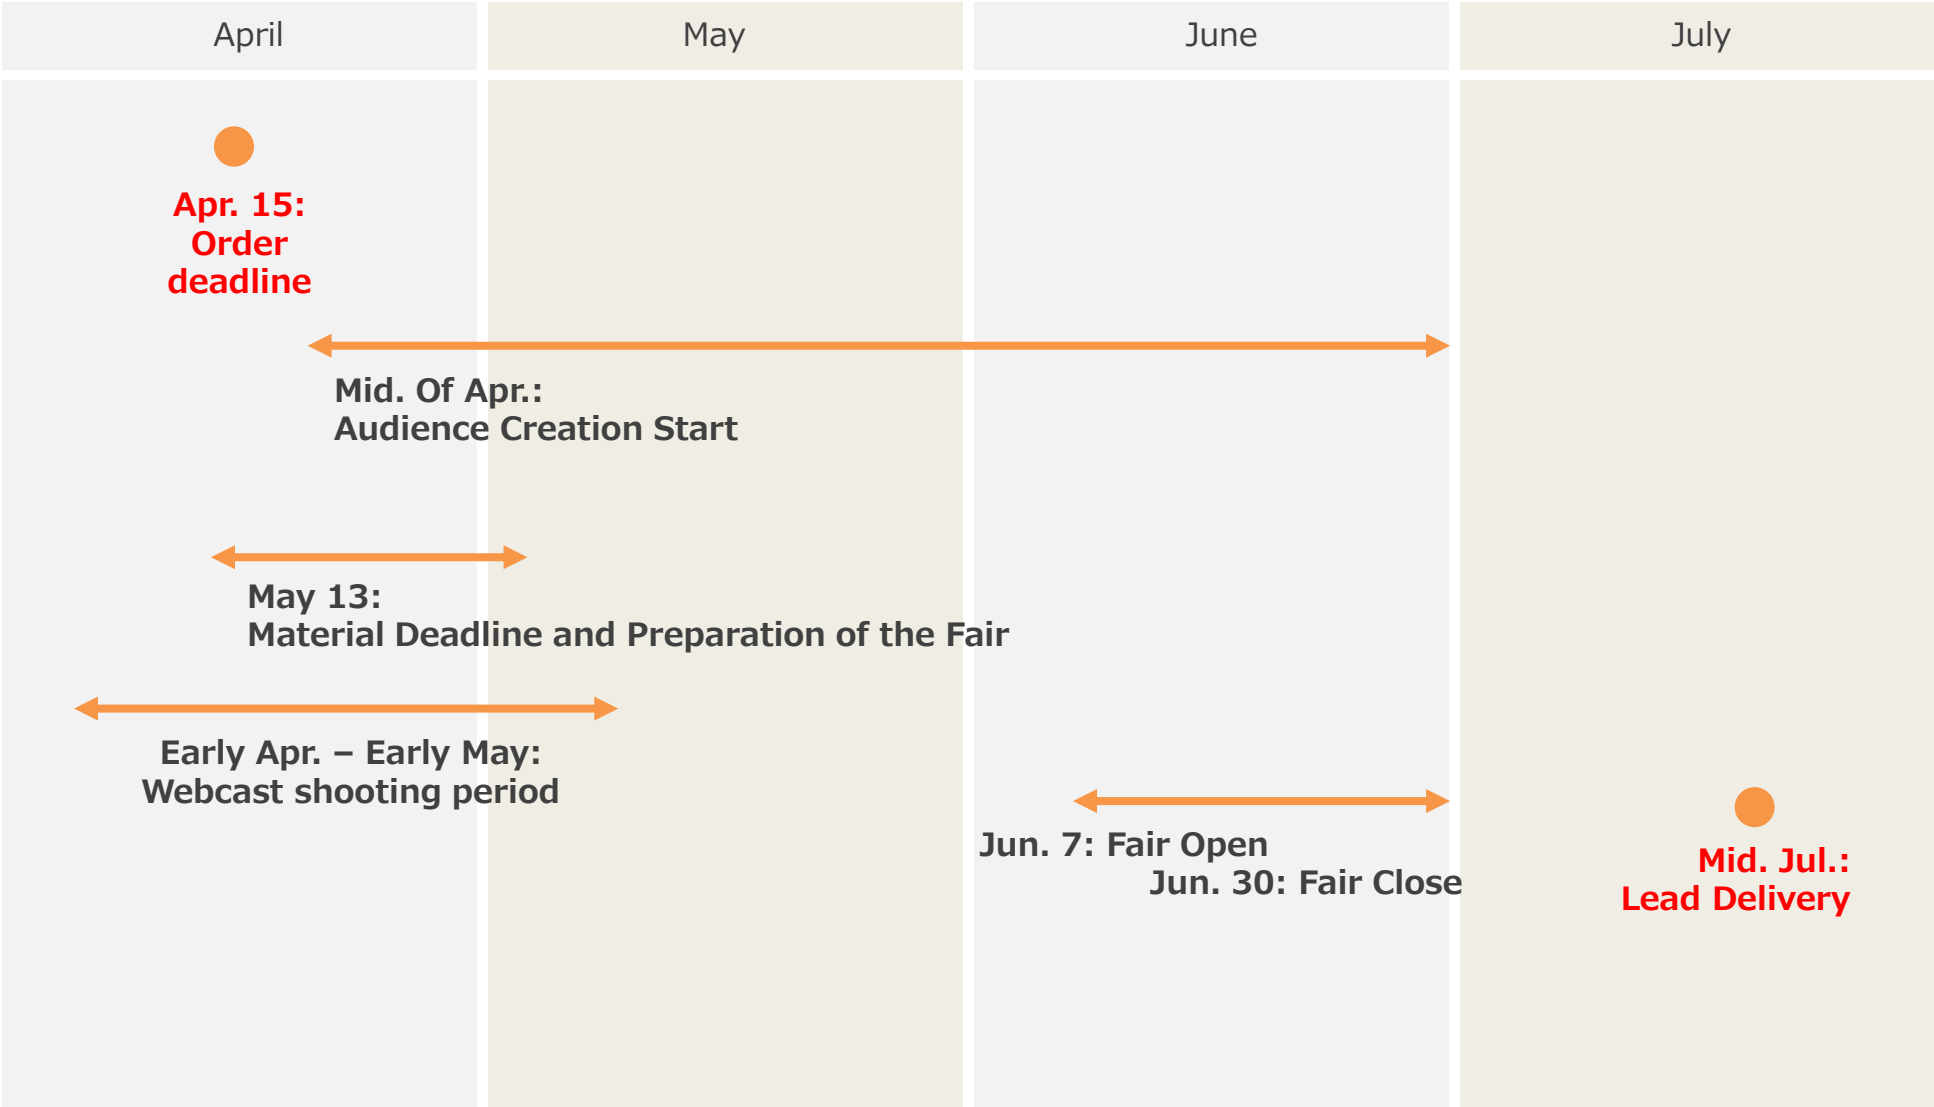 April
May
June
July
Apr. 15:
Order
deadline
Mid. Of Apr.:
Audience Creation Start
May 13:
Material Deadline and Preparation of the Fair
Early Apr. – Early May:
Webcast shooting period
Jun. 7: Fair Open
Jun. 30: Fair Close
Mid. Jul.:
Lead Delivery